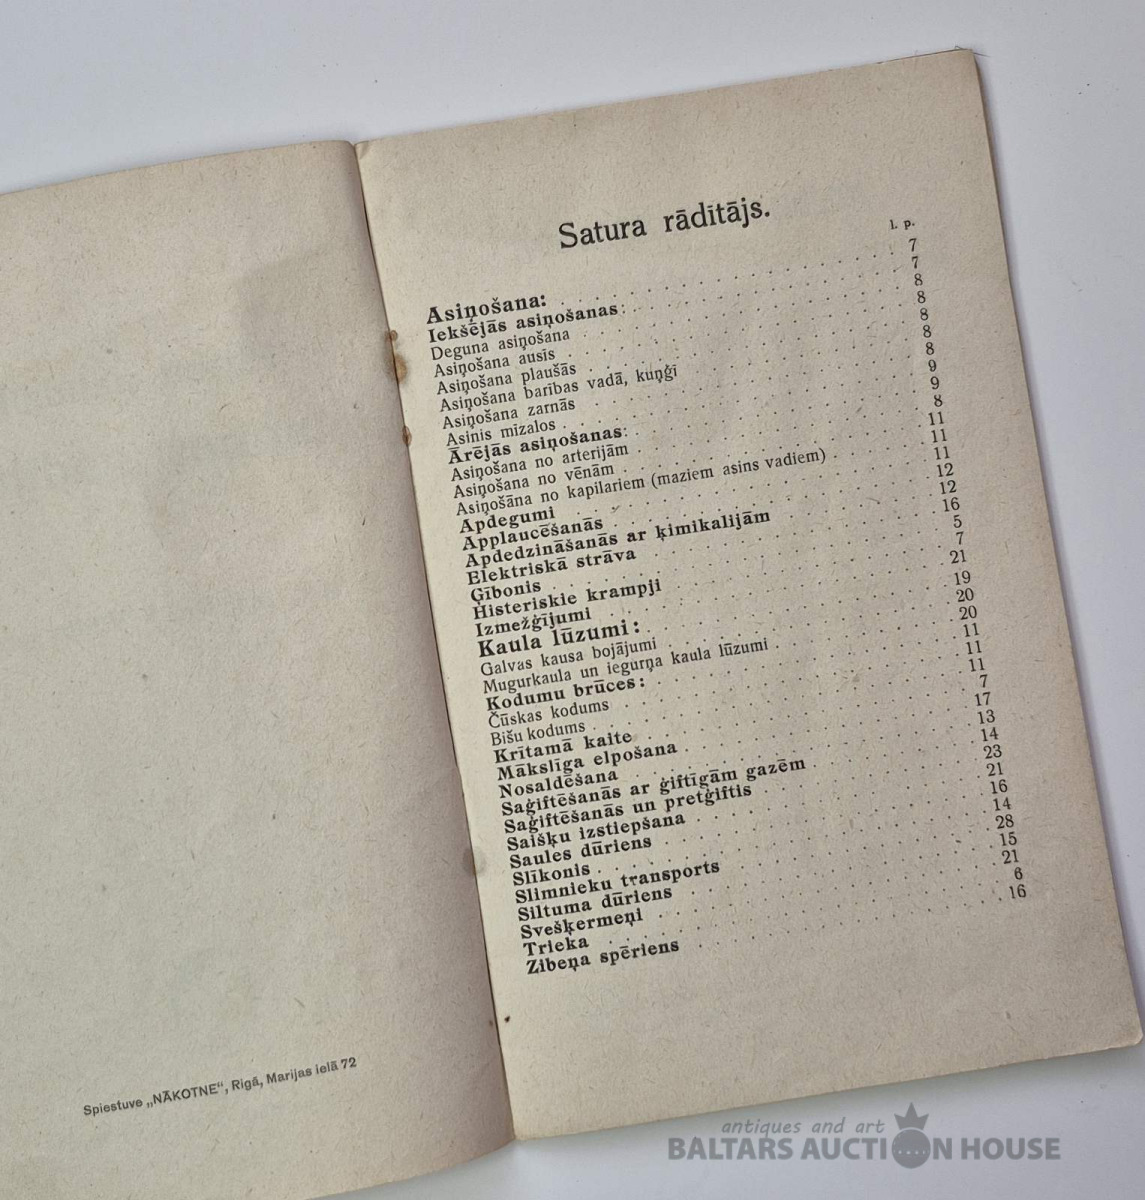 Satura rādītājs.
l. p.
Asiņošana: . . . 7
Iekšējās asiņošanas: . . . 7
Deguna asiņošana . . . 8
Asiņošana ausīs . . . 8
Asiņošana plaušās . . . 8
Asiņošana barības vadā, kuņģī . . . 8
Asiņošana zarnās . . . 8
Asinis mīzalos . . . 9
Ārējās asiņošanas: . . . 9
Asiņošana no arterijām . . . 8
Asiņošana no vēnām . . . 11
Asiņošāna no kapilariem (maziem asins vadiem) . . . 11
Apdegumi . . . 11
Applaucēšanās . . . 12
Apdedzināšanās ar ķimikalijām . . . 12
Elektriskā strāva . . . 16
Ģībonis . . . 5
Histeriskie krampji . . . 7
Izmežģījumi . . . 21
Kaula lūzumi: . . . 19
Galvas kausa bojājumi . . . 20
Mugurkaula un iegurņa kaula lūzumi . . . 20
Kodumu brūces: . . . 11
Čūskas kodums . . . 11
Bišu kodums . . . 11
Krītamā kaite . . . 7
Mākslīga elpošana . . . 17
Nosaldēšana . . . 13
Saģiftēšanās ar ģiftīgām gazēm . . . 14
Saģiftēšanās un pretģiftis . . . 23
Saišķu izstiepšana . . . 21
Saules dūriens . . . 16
Slīkonis . . . 14
Slimnieku transports . . . 28
Siltuma dūriens . . . 15
Svešķermeņi . . . 21
Trieka . . . 6
Zibeņa spēriens . . . 16
Spiestuve „NĀKOTNE“, Rīgā, Marijas ielā 72
antiques and art
BALTARS AUCTION HOUSE